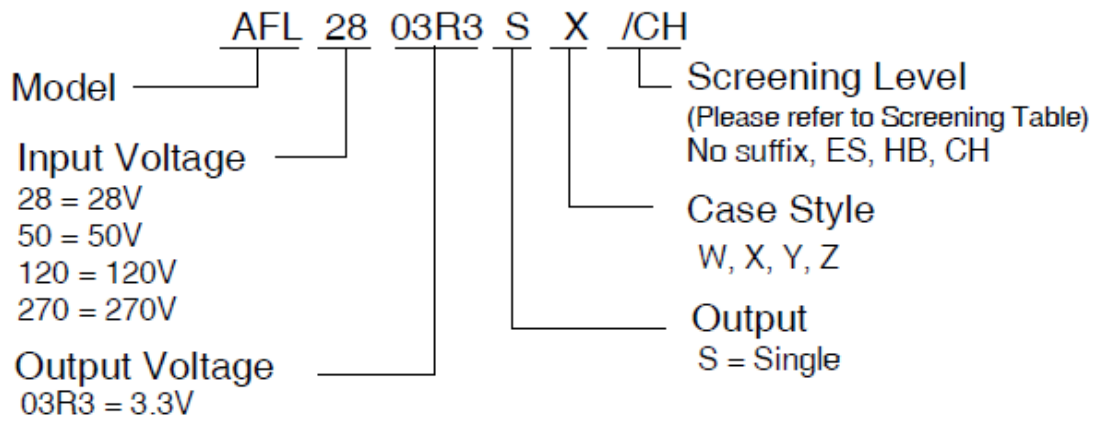 AFL 28 03R3 S X /CH
Model
Input Voltage
28 = 28V
50 = 50V
120 = 120V
270 = 270V
Output Voltage
03R3 = 3.3V
Screening Level
(Please refer to Screening Table)
No suffix, ES, HB, CH
Case Style
W, X, Y, Z
Output
S = Single